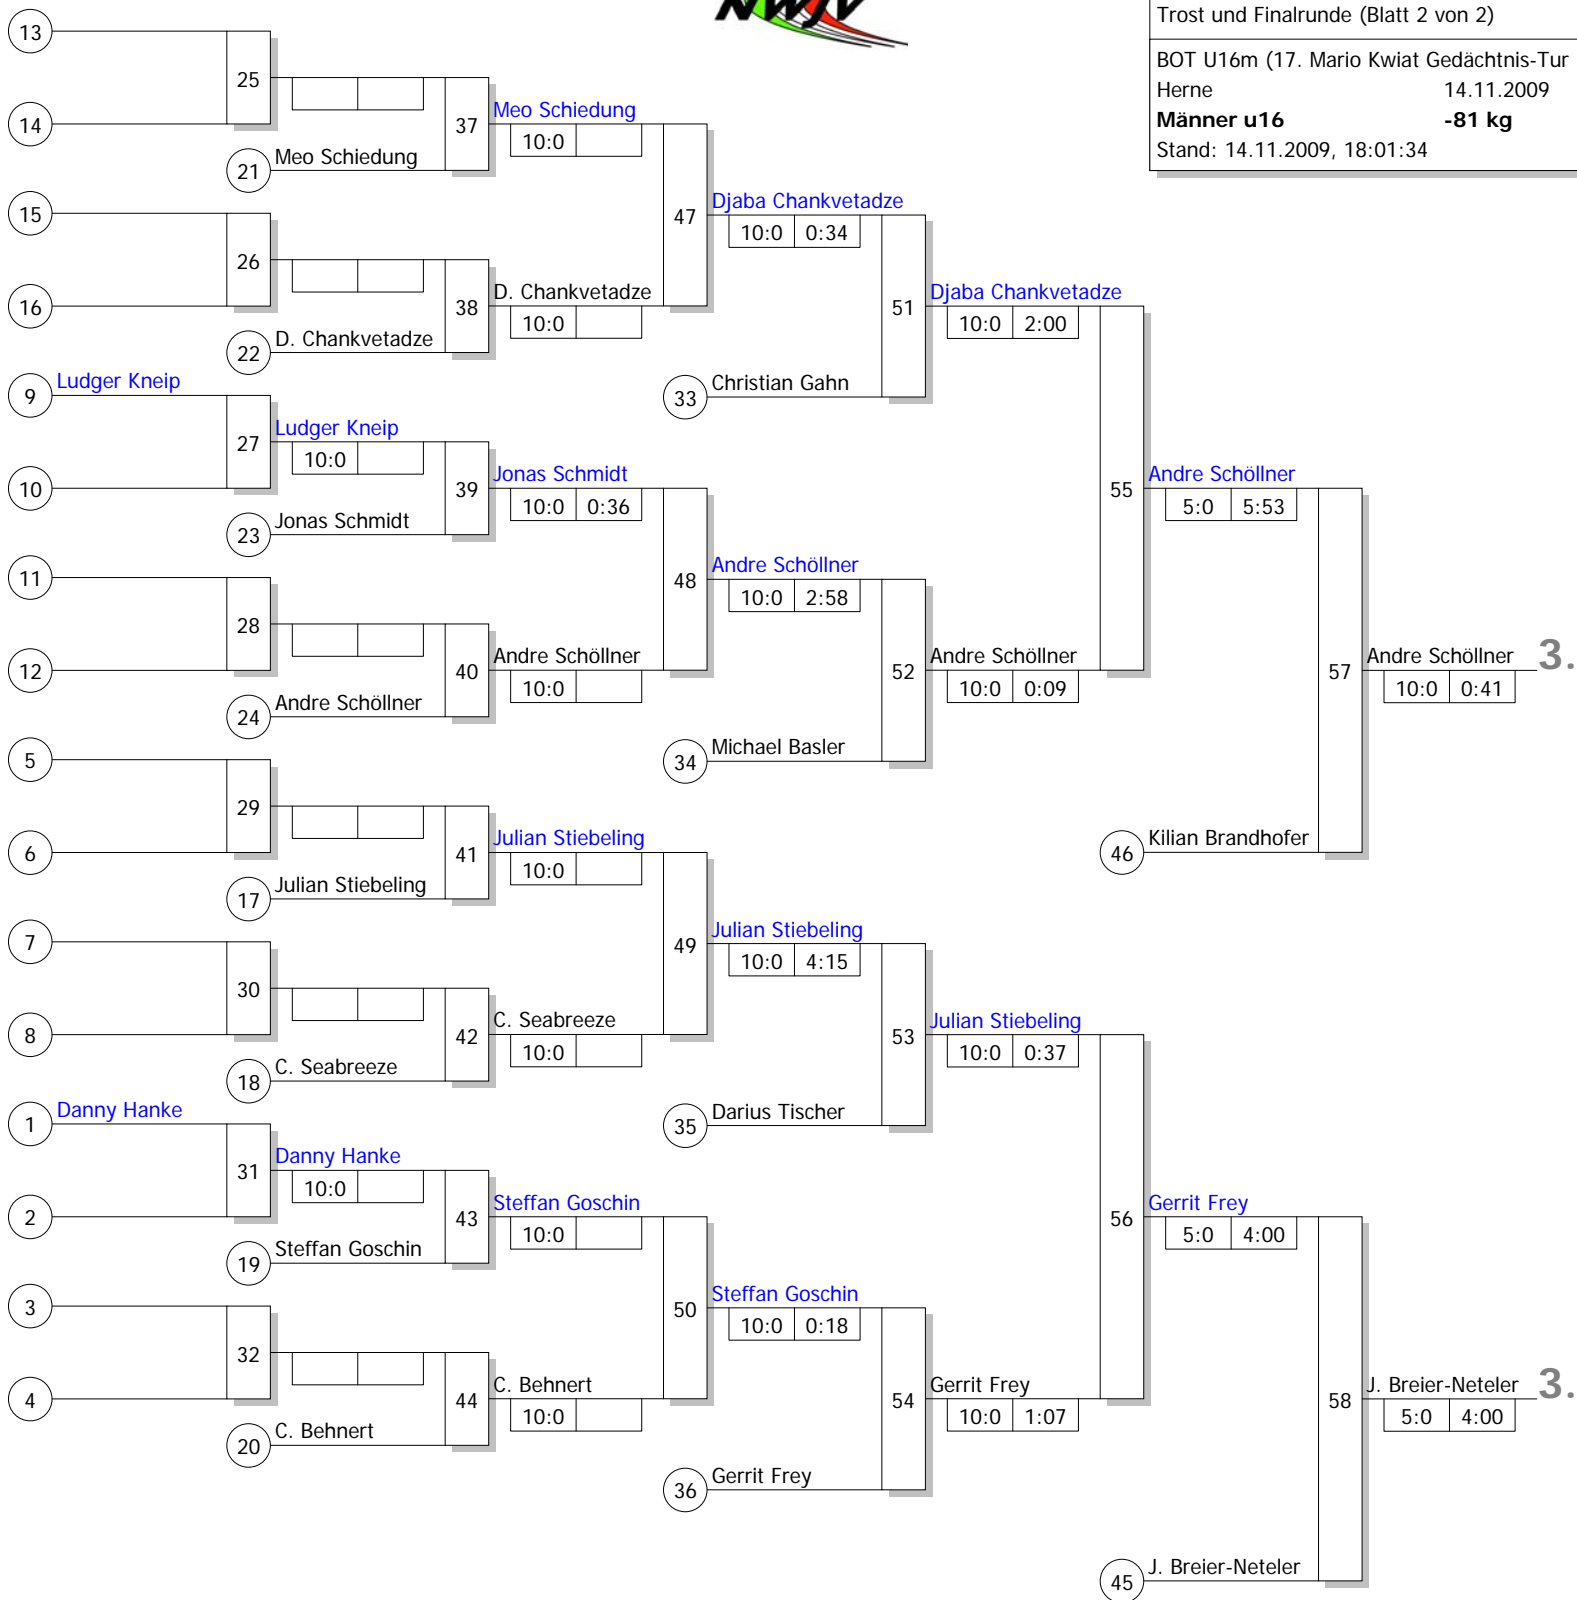 NWJV
Trost und Finalrunde (Blatt 2 von 2)
BOT U16m (17. Mario Kwiat Gedächtnis-Tur
Herne 14.11.2009
Männer u16 -81 kg
Stand: 14.11.2009, 18:01:34
13
25
14
37
Meo Schiedung
10:0
21
Meo Schiedung
15
47
Djaba Chankvetadze
10:0 0:34
26
16
38
D. Chankvetadze
10:0
22
D. Chankvetadze
51
Djaba Chankvetadze
10:0 2:00
9
Ludger Kneip
33
Christian Gahn
27
Ludger Kneip
10:0
10
39
Jonas Schmidt
10:0 0:36
55
Andre Schöllner
5:0 5:53
23
Jonas Schmidt
11
48
Andre Schöllner
10:0 2:58
28
12
40
Andre Schöllner
10:0
52
Andre Schöllner
10:0 0:09
57
Andre Schöllner
3.
10:0 0:41
24
Andre Schöllner
5
34
Michael Basler
29
6
41
Julian Stiebeling
10:0
46
Kilian Brandhofer
17
Julian Stiebeling
7
49
Julian Stiebeling
10:0 4:15
30
8
42
C. Seabreeze
10:0
53
Julian Stiebeling
10:0 0:37
18
C. Seabreeze
1
Danny Hanke
35
Darius Tischer
31
Danny Hanke
10:0
2
43
Steffan Goschin
10:0
56
Gerrit Frey
5:0 4:00
19
Steffan Goschin
3
50
Steffan Goschin
10:0 0:18
32
4
44
C. Behnert
10:0
54
Gerrit Frey
10:0 1:07
58
J. Breier-Neteler
3.
5:0 4:00
20
C. Behnert
36
Gerrit Frey
45
J. Breier-Neteler